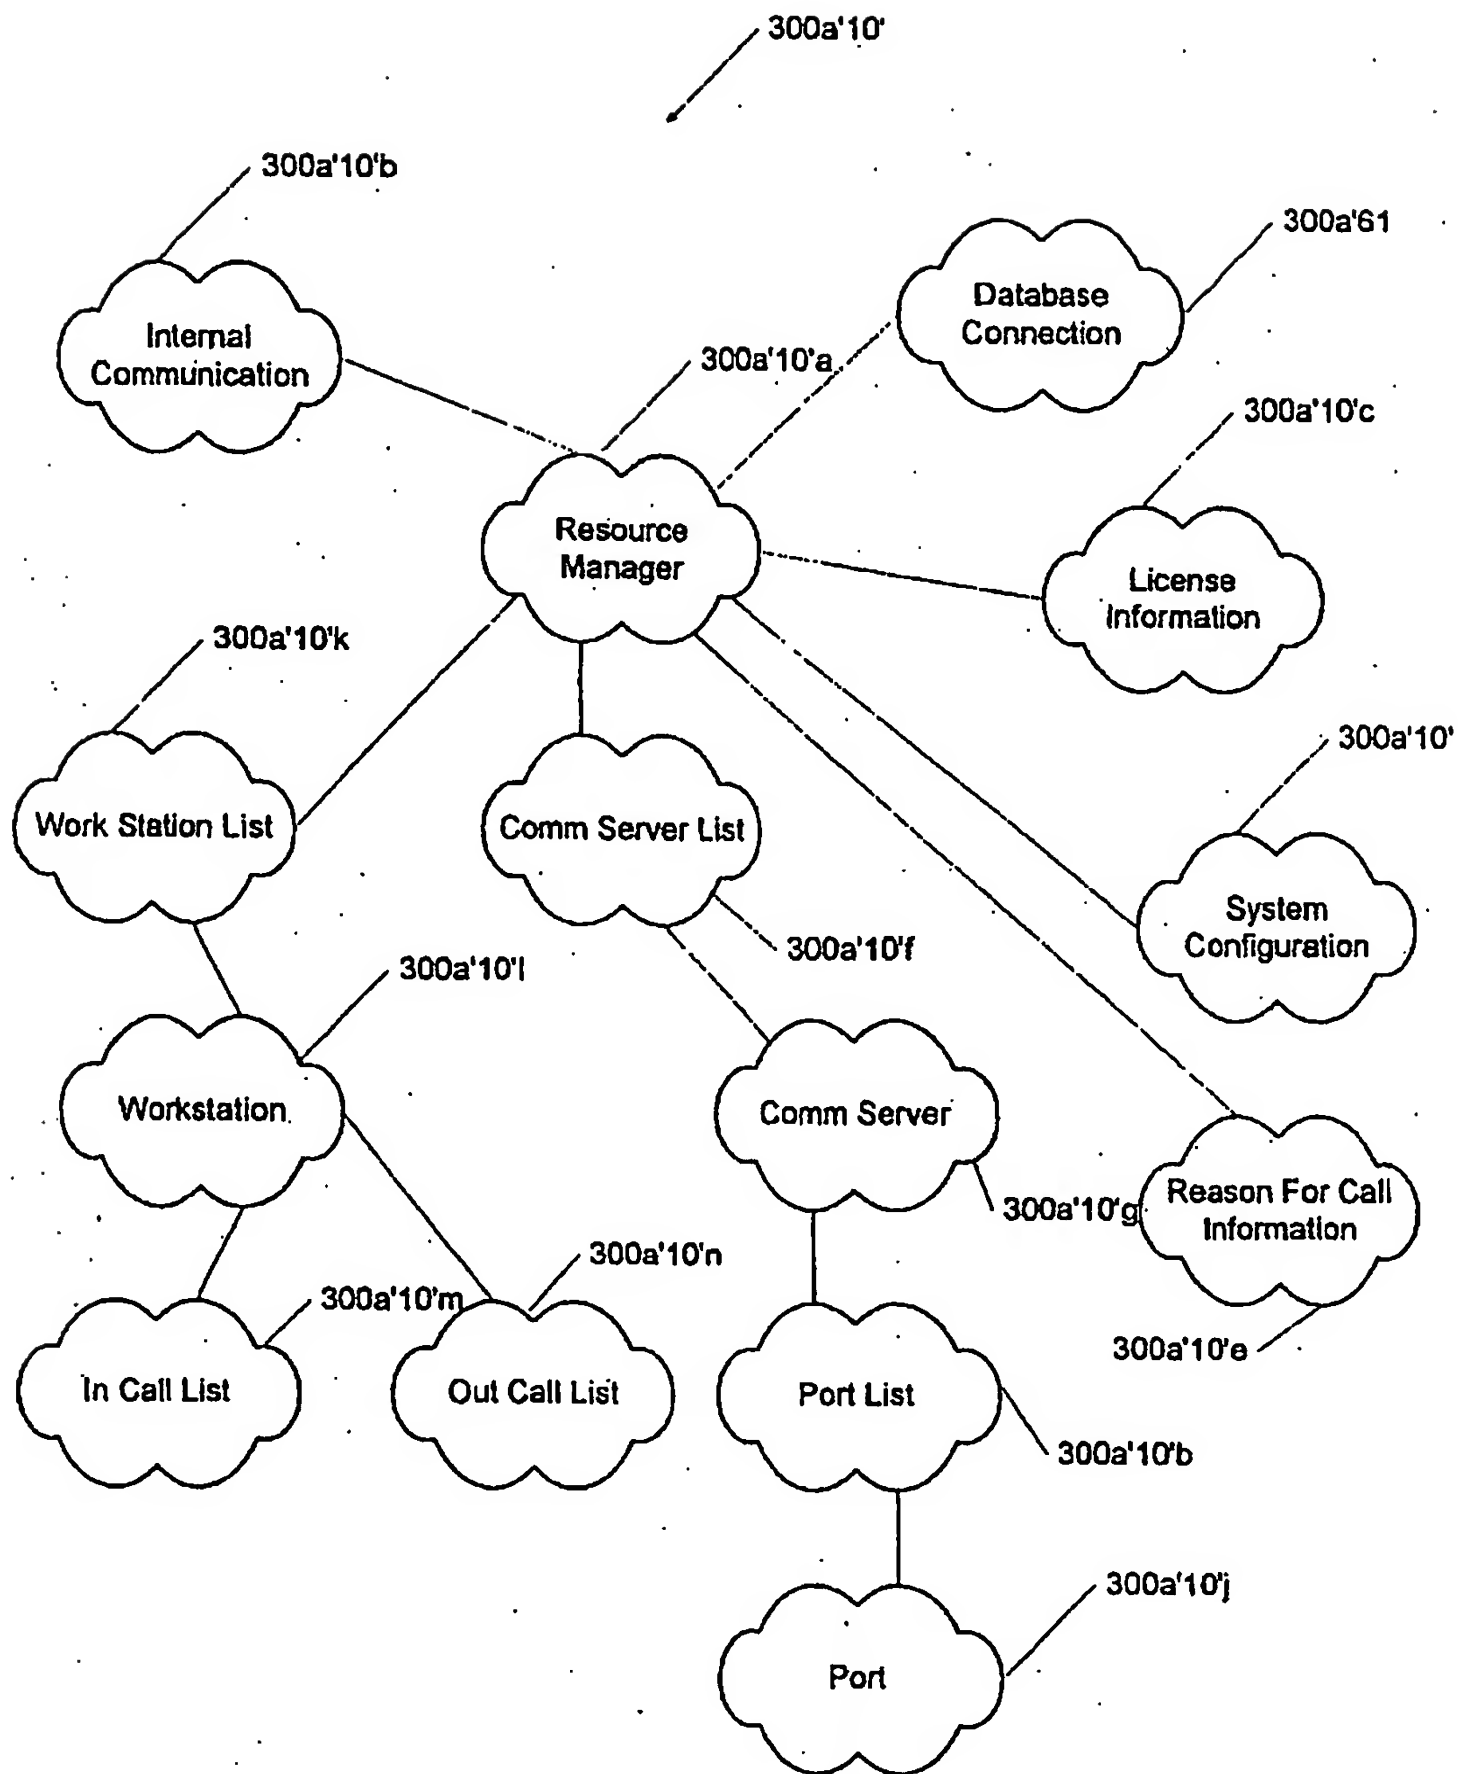 300a'10'
300a'10'b
300a'61
Internal
Communication
Database
Connection
300a'10'a
300a'10'c
Resource
Manager
License
Information
300a'10'k
300a'10'
Work Station List
Comm Server List
System
Configuration
300a'10'f
300a'10'l
Workstation
Comm Server
300a'10'g
Reason For Call
Information
300a'10'n
300a'10'm
300a'10'e
In Call List
Out Call List
Port List
300a'10'b
300a'10'j
Port